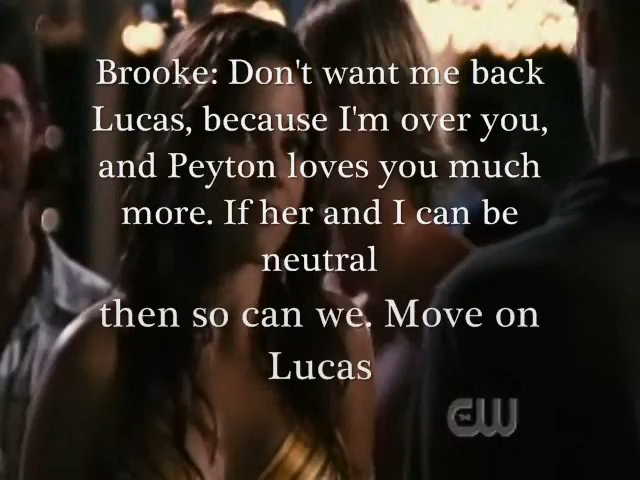 Brooke: Don't want me back
Lucas, because I'm over you,
and Peyton loves you much
more. If her and I can be
neutral
then so can we. Move on
Lucas
THE CW